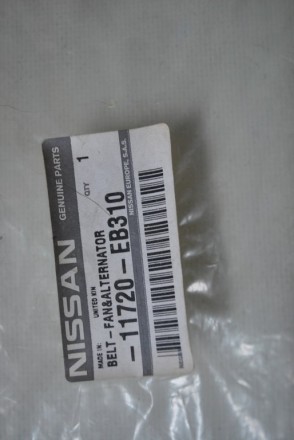 NISSAN
GENUINE PARTS
MADE IN: UNITED KIN
QTY 1
BELT-FAN&ALTERNATOR
-11720-EB310
NISSAN EUROPE, S.A.S.